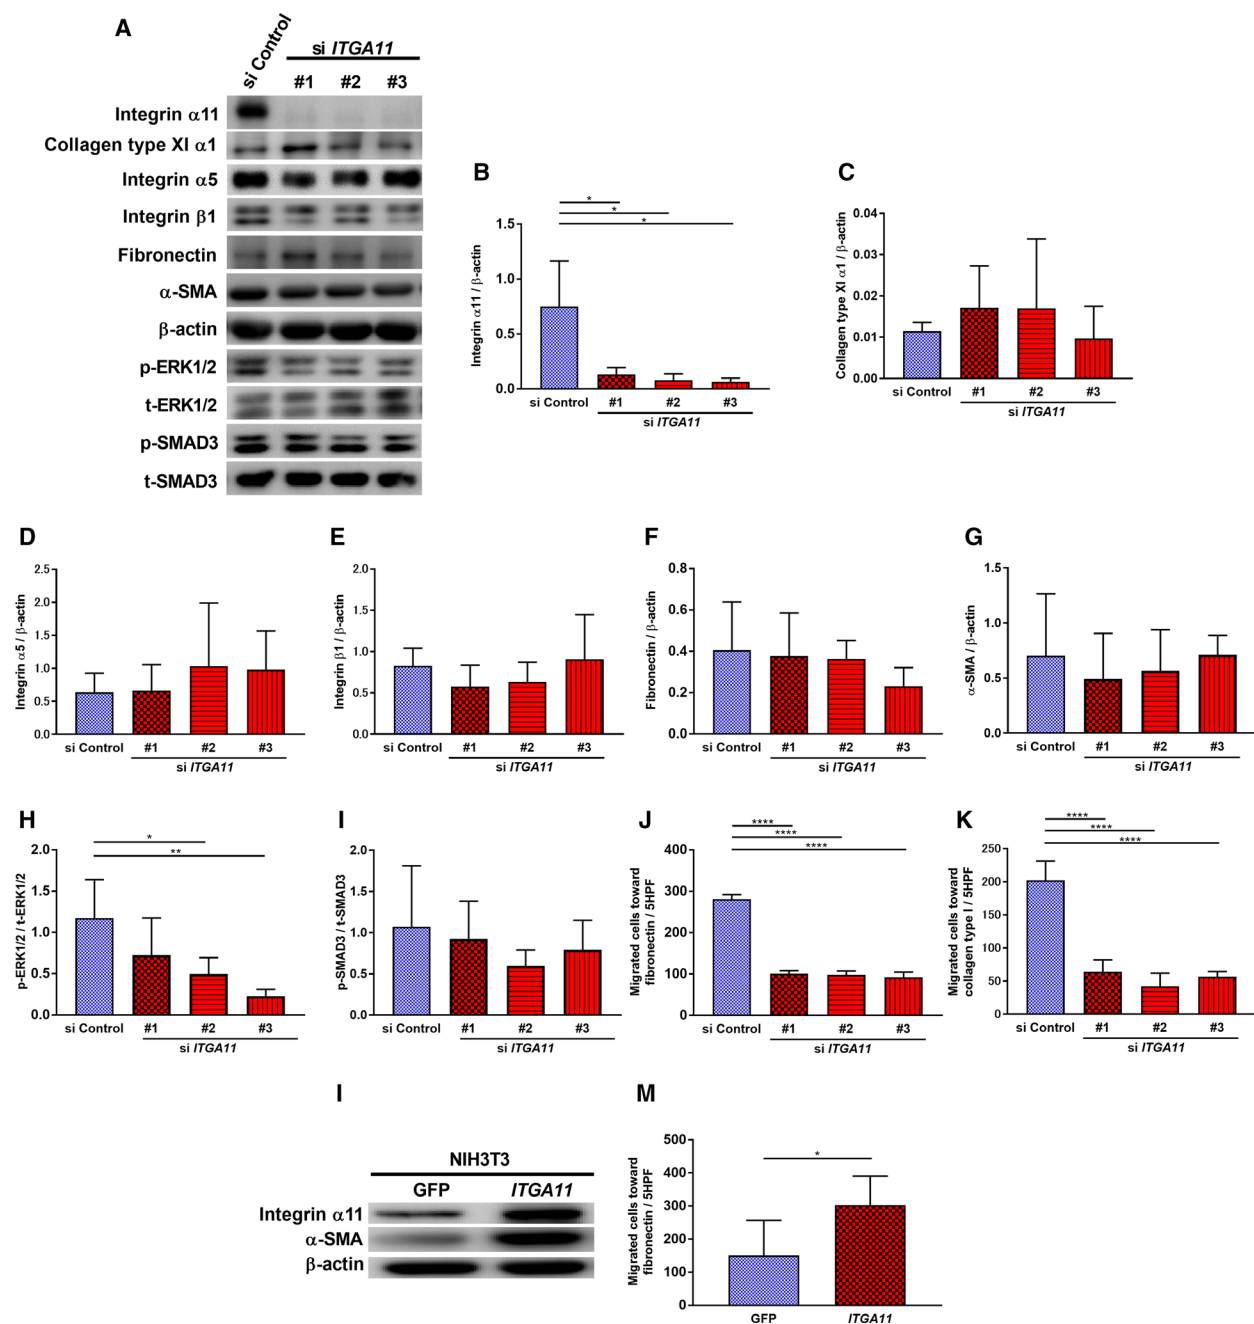 A
si Control
si ITGA11
#1 #2 #3
Integrin α11
Collagen type XI α1
Integrin α5
Integrin β1
Fibronectin
α-SMA
β-actin
p-ERK1/2
t-ERK1/2
p-SMAD3
t-SMAD3
B
*
*
*
Integrin α11 / β-actin
1.5
1.0
0.5
0.0
si Control #1 #2 #3
si ITGA11
C
Collagen type XI α1 / β-actin
0.04
0.03
0.02
0.01
0.00
si Control #1 #2 #3
si ITGA11
D
Integrin α5 / β-actin
2.5
2.0
1.5
1.0
0.5
0.0
si Control #1 #2 #3
si ITGA11
E
Integrin β1 / β-actin
2.0
1.5
1.0
0.5
0.0
si Control #1 #2 #3
si ITGA11
F
Fibronectin / β-actin
0.8
0.6
0.4
0.2
0.0
si Control #1 #2 #3
si ITGA11
G
α-SMA / β-actin
1.5
1.0
0.5
0.0
si Control #1 #2 #3
si ITGA11
H
*
**
p-ERK1/2 / t-ERK1/2
2.0
1.5
1.0
0.5
0.0
si Control #1 #2 #3
si ITGA11
I
p-SMAD3 / t-SMAD3
2.0
1.5
1.0
0.5
0.0
si Control #1 #2 #3
si ITGA11
J
****
****
****
Migrated cells toward
fibronectin / 5HPF
400
300
200
100
0
si Control #1 #2 #3
si ITGA11
K
****
****
****
Migrated cells toward
collagen type I / 5HPF
250
200
150
100
50
0
si Control #1 #2 #3
si ITGA11
I
NIH3T3
GFP ITGA11
Integrin α11
α-SMA
β-actin
M
*
Migrated cells toward
fibronectin / 5HPF
500
400
300
200
100
0
GFP ITGA11